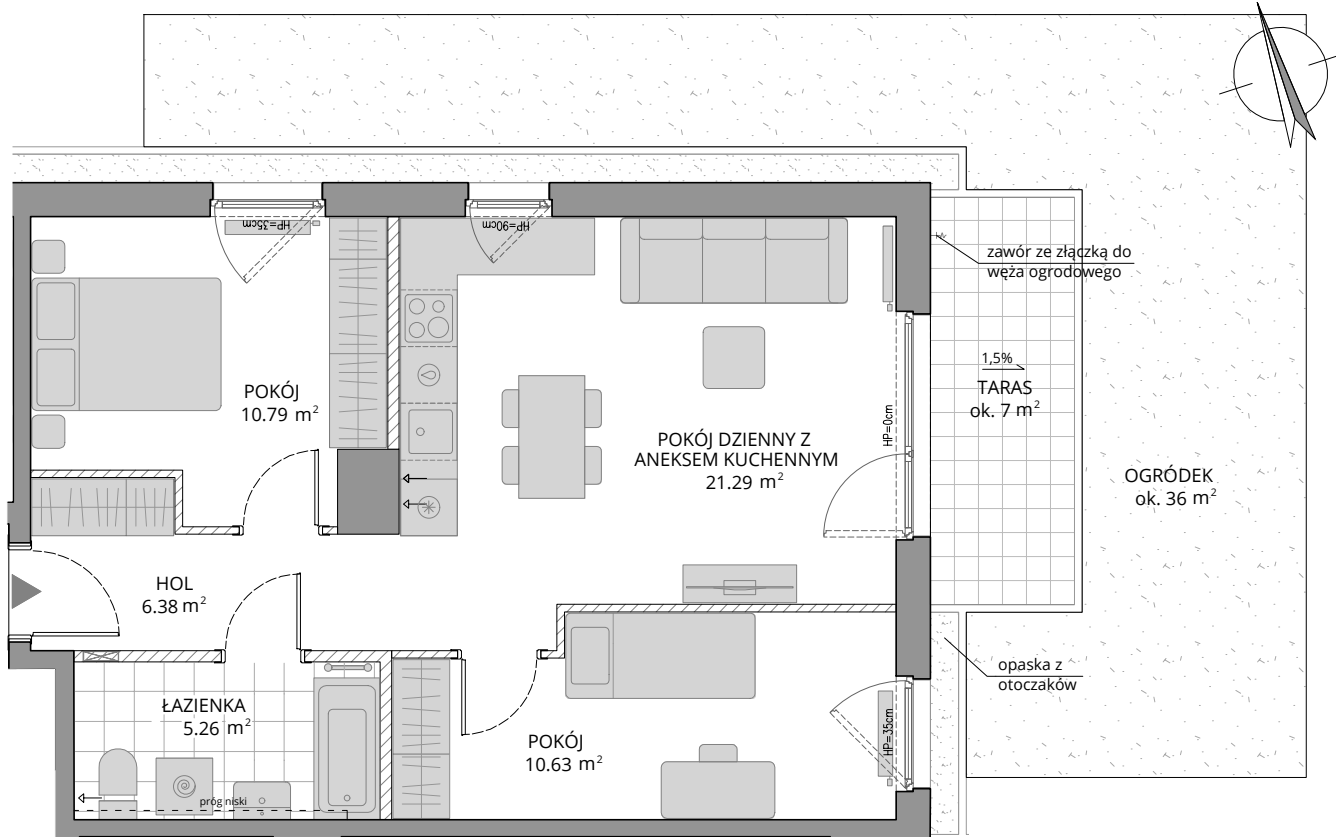 HP=35cm
HP=90cm
zawór ze złączką do
węża ogrodowego
1,5%
TARAS
ok. 7 m²
POKÓJ
10.79 m²
HP=0cm
POKÓJ DZIENNY Z
ANEKSEM KUCHENNYM
21.29 m²
OGRÓDEK
ok. 36 m²
HOL
6.38 m²
opaska z
otoczaków
ŁAZIENKA
5.26 m²
POKÓJ
10.63 m²
HP=35cm
próg niski